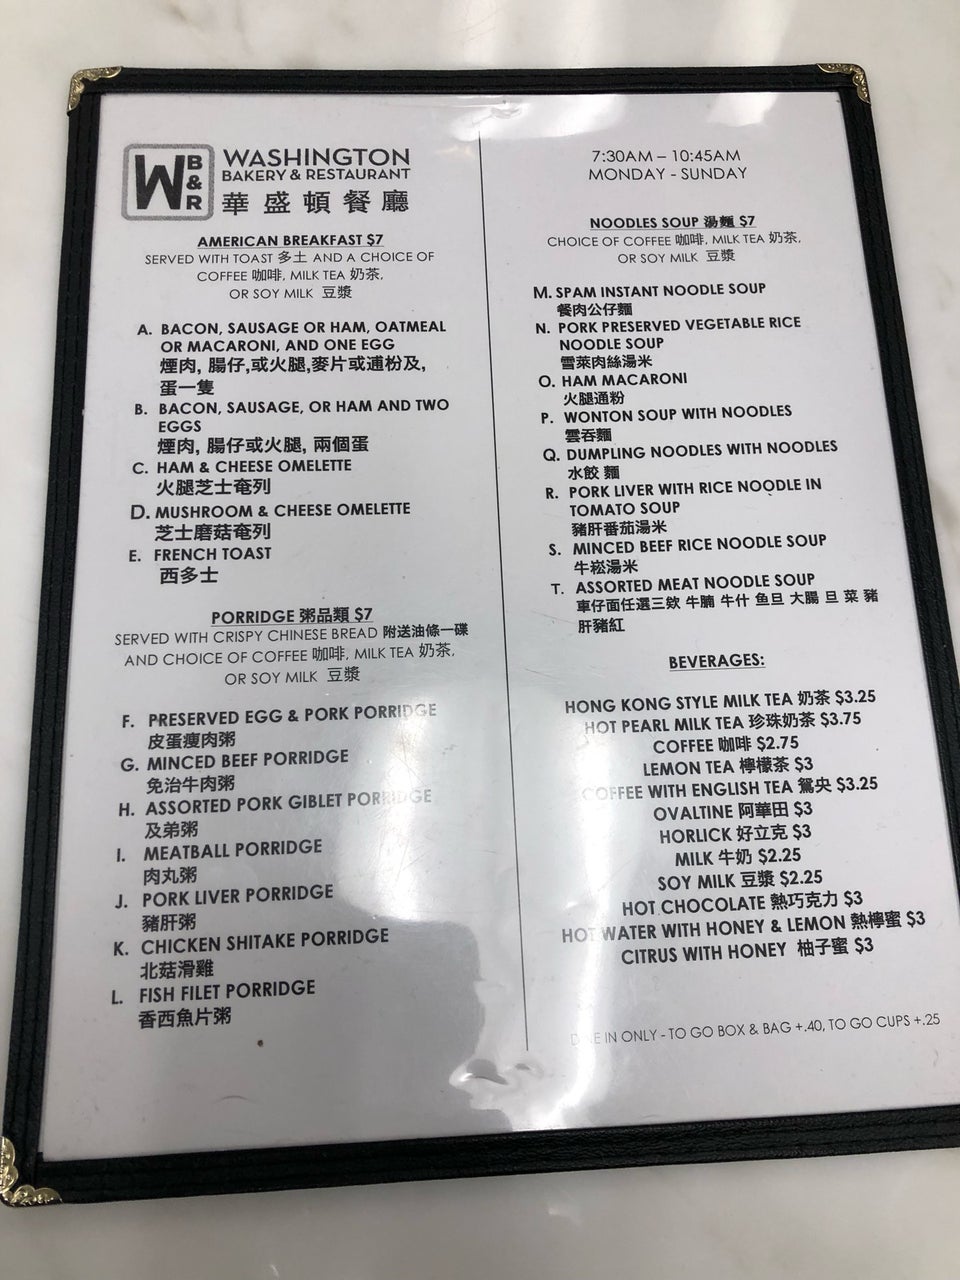 WB&R
WASHINGTON
BAKERY & RESTAURANT
華盛頓餐廳
AMERICAN BREAKFAST $7
SERVED WITH TOAST 多土 AND A CHOICE OF
COFFEE 咖啡, MILK TEA 奶茶,
OR SOY MILK 豆漿
A. BACON, SAUSAGE OR HAM, OATMEAL
OR MACARONI, AND ONE EGG
煙肉, 腸仔,或火腿,麥片或通粉及,
蛋一隻
B. BACON, SAUSAGE, OR HAM AND TWO
EGGS
煙肉, 腸仔或火腿, 兩個蛋
C. HAM & CHEESE OMELETTE
火腿芝士奄列
D. MUSHROOM & CHEESE OMELETTE
芝士磨菇奄列
E. FRENCH TOAST
西多士
PORRIDGE 粥品類 $7
SERVED WITH CRISPY CHINESE BREAD 附送油條一碟
AND CHOICE OF COFFEE 咖啡, MILK TEA 奶茶,
OR SOY MILK 豆漿
F. PRESERVED EGG & PORK PORRIDGE
皮蛋瘦肉粥
G. MINCED BEEF PORRIDGE
免治牛肉粥
H. ASSORTED PORK GIBLET PORRIDGE
及弟粥
I. MEATBALL PORRIDGE
肉丸粥
J. PORK LIVER PORRIDGE
豬肝粥
K. CHICKEN SHITAKE PORRIDGE
北菇滑雞
L. FISH FILET PORRIDGE
香西魚片粥
7:30AM – 10:45AM
MONDAY - SUNDAY
NOODLES SOUP 湯麵 $7
CHOICE OF COFFEE 咖啡, MILK TEA 奶茶,
OR SOY MILK 豆漿
M. SPAM INSTANT NOODLE SOUP
餐肉公仔麵
N. PORK PRESERVED VEGETABLE RICE
NOODLE SOUP
雪菜肉絲湯米
O. HAM MACARONI
火腿通粉
P. WONTON SOUP WITH NOODLES
雲吞麵
Q. DUMPLING NOODLES WITH NOODLES
水餃 麵
R. PORK LIVER WITH RICE NOODLE IN
TOMATO SOUP
豬肝番茄湯米
S. MINCED BEEF RICE NOODLE SOUP
牛崧湯米
T. ASSORTED MEAT NOODLE SOUP
車仔面任選三欵 牛腩 牛什 鱼旦 大腸 旦 菜 豬
肝豬紅
BEVERAGES:
HONG KONG STYLE MILK TEA 奶茶 $3.25
HOT PEARL MILK TEA 珍珠奶茶 $3.75
COFFEE 咖啡 $2.75
LEMON TEA 檸檬茶 $3
COFFEE WITH ENGLISH TEA 鴛央 $3.25
OVALTINE 阿華田 $3
HORLICK 好立克 $3
MILK 牛奶 $2.25
SOY MILK 豆漿 $2.25
HOT CHOCOLATE 熱巧克力 $3
HOT WATER WITH HONEY & LEMON 熱檸蜜 $3
CITRUS WITH HONEY 柚子蜜 $3
DINE IN ONLY - TO GO BOX & BAG +.40, TO GO CUPS +.25